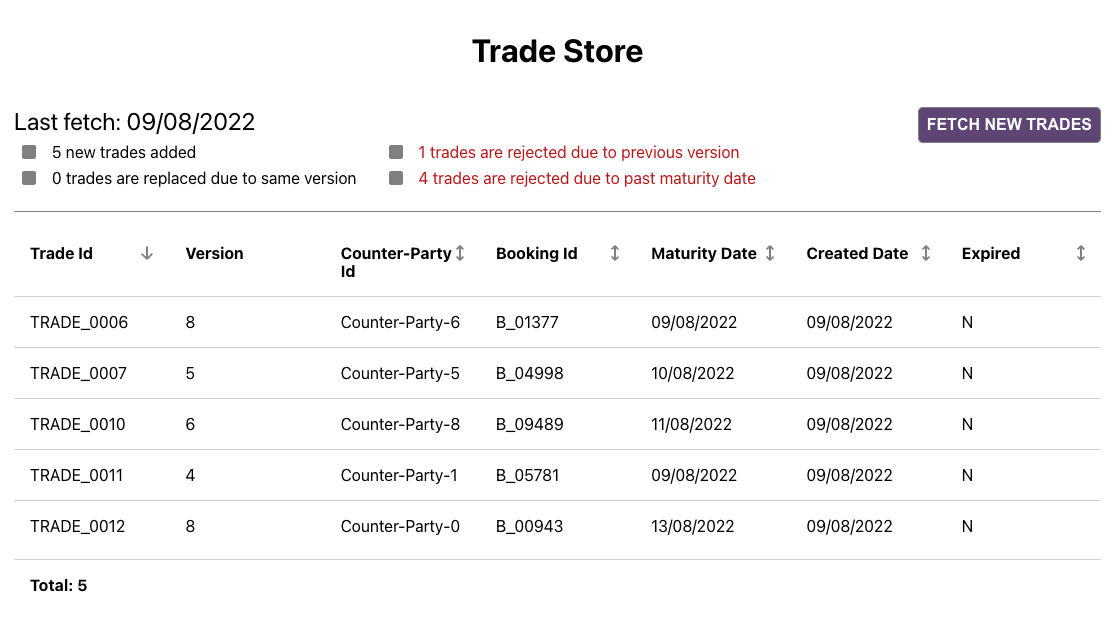 Trade Store
Last fetch: 09/08/2022
FETCH NEW TRADES
5 new trades added
1 trades are rejected due to previous version
0 trades are replaced due to same version
4 trades are rejected due to past maturity date
Trade Id Version Counter-Party Id Booking Id Maturity Date Created Date Expired
TRADE_0006 8 Counter-Party-6 B_01377 09/08/2022 09/08/2022 N
TRADE_0007 5 Counter-Party-5 B_04998 10/08/2022 09/08/2022 N
TRADE_0010 6 Counter-Party-8 B_09489 11/08/2022 09/08/2022 N
TRADE_0011 4 Counter-Party-1 B_05781 09/08/2022 09/08/2022 N
TRADE_0012 8 Counter-Party-0 B_00943 13/08/2022 09/08/2022 N
Total: 5